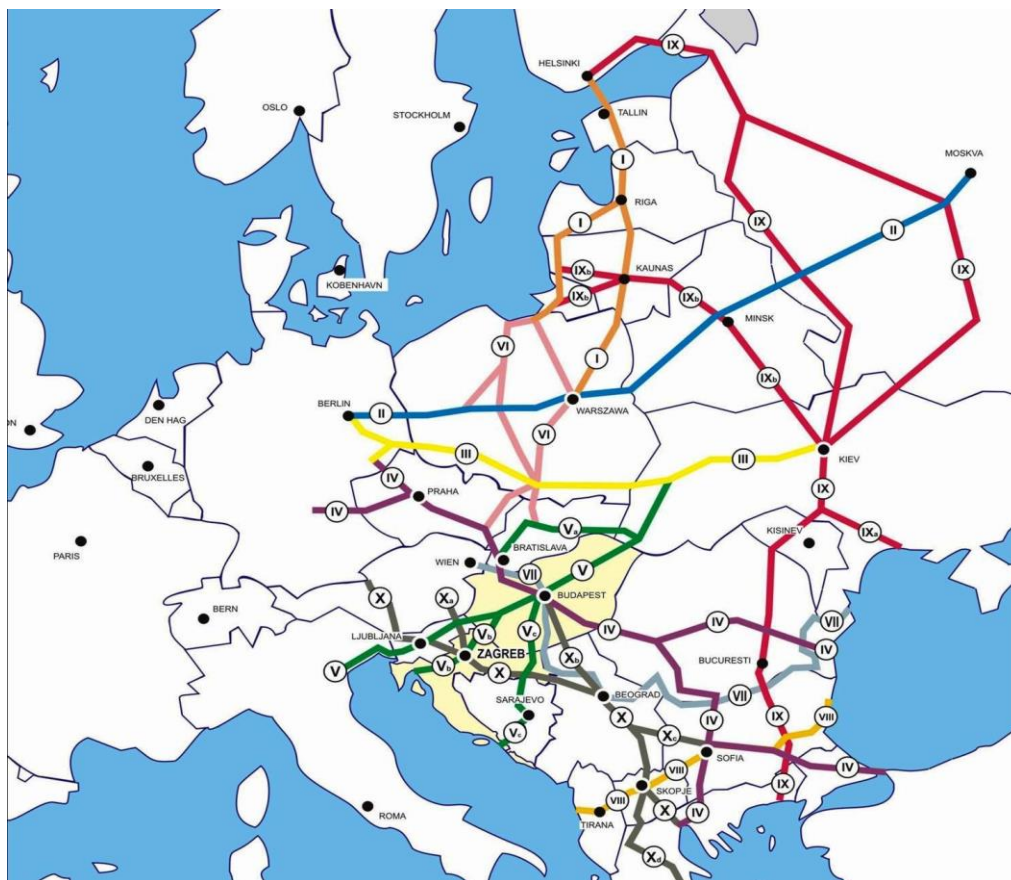 IX
HELSINKI
OSLO
TALLIN
STOCKHOLM
MOSKVA
I
RIGA
I
IX
II
IXb
KAUNAS
IX
KOBENHAVN
IXb
IXb
MINSK
VI
I
IXb
BERLIN
II
WARSZAWA
ON
DEN HAG
VI
III
III
KIEV
BRUXELLES
IV
PRAHA
IX
IV
Va
IXa
KISINEV
PARIS
BRATISLAVA
WIEN
VII
V
X
Xa
BUDAPEST
BERN
Vb
Vc
IV
IV
VII
LJUBLJANA
ZAGREB
IV
V
Vb
X
Xb
BUCURESTI
SARAJEVO
BEOGRAD
VII
X
IV
IX
VIII
Vc
Xc
SOFIA
IV
VIII
SKOPJE
IX
VIII
X
IV
ROMA
TIRANA
Xd